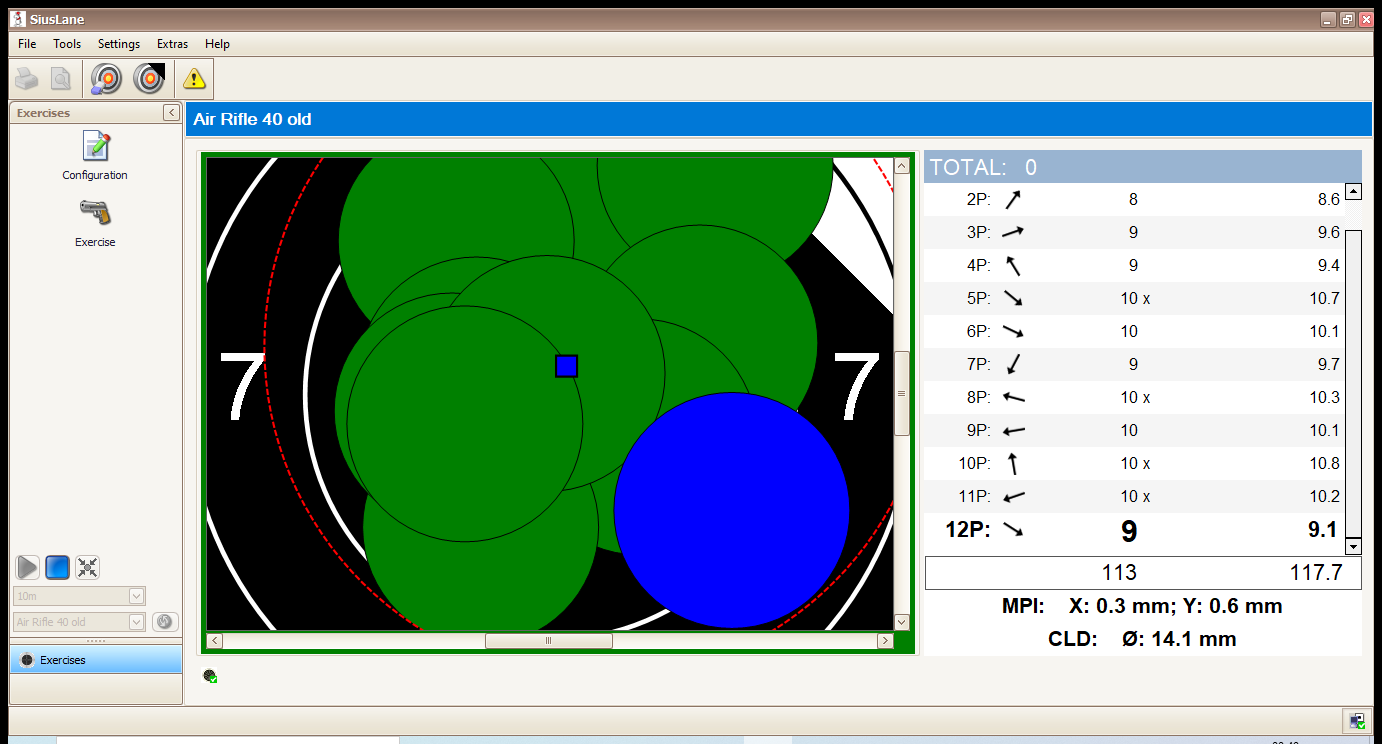 SiusLane
File Tools Settings Extras Help
Exercises
Configuration
Exercise
10m
Air Rifle 40 old
Exercises
Air Rifle 40 old
7 7
TOTAL: 0
2P: 8 8.6
3P: 9 9.6
4P: 9 9.4
5P: 10 x 10.7
6P: 10 10.1
7P: 9 9.7
8P: 10 x 10.3
9P: 10 10.1
10P: 10 x 10.8
11P: 10 x 10.2
12P: 9 9.1
113 117.7
MPI: X: 0.3 mm; Y: 0.6 mm
CLD: Ø: 14.1 mm